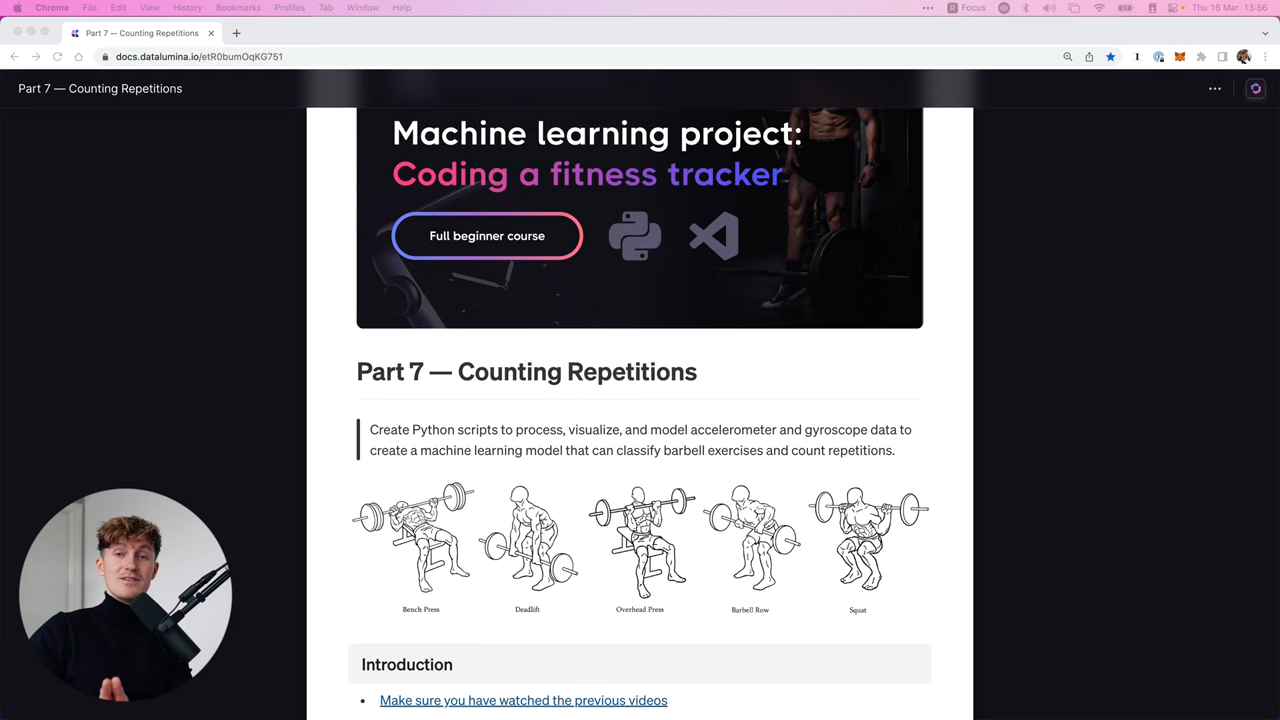 Chrome File Edit View History Bookmarks Profiles Tab Window Help Focus Thu 16 Mar 13:56
Part 7 — Counting Repetitions
docs.datalumina.io/etR0bumOqKG751
Part 7 — Counting Repetitions
Machine learning project:
Coding a fitness tracker
Full beginner course
Part 7 — Counting Repetitions
Create Python scripts to process, visualize, and model accelerometer and gyroscope data to
create a machine learning model that can classify barbell exercises and count repetitions.
Bench Press Deadlift Overhead Press Barbell Row Squat
Introduction
Make sure you have watched the previous videos